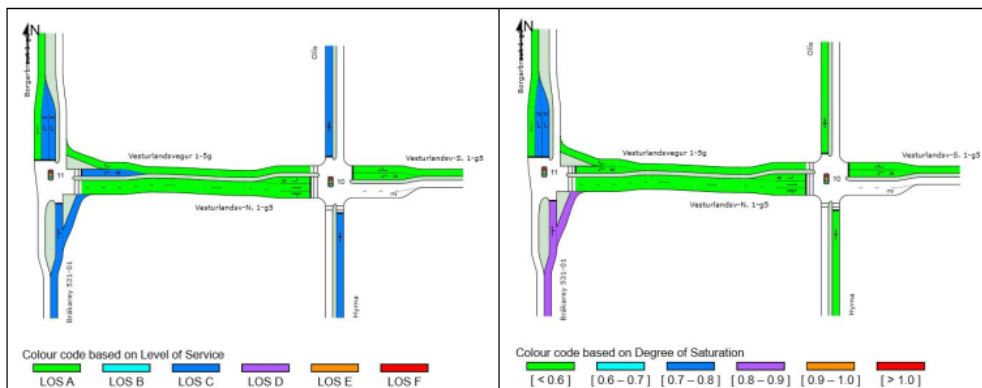 N
Olís
Vesturlandsvegur 1-5g
Vesturlandsv-S. 1-g5
11
10
Vesturlandsv-N. 1-g5
Brákarey 531-01
Hyrna
Colour code based on Level of Service
LOS A LOS B LOS C LOS D LOS E LOS F
N
Olís
Vesturlandsvegur 1-5g
Vesturlandsv-S. 1-g5
11
10
Vesturlandsv-N. 1-g5
Brákarey 531-01
Hyrna
Colour code based on Degree of Saturation
[ < 0.6 ] [ 0.6 – 0.7 ] [ 0.7 – 0.8 ] [ 0.8 – 0.9 ] [ 0.9 – 1.0 ] [ > 1.0 ]